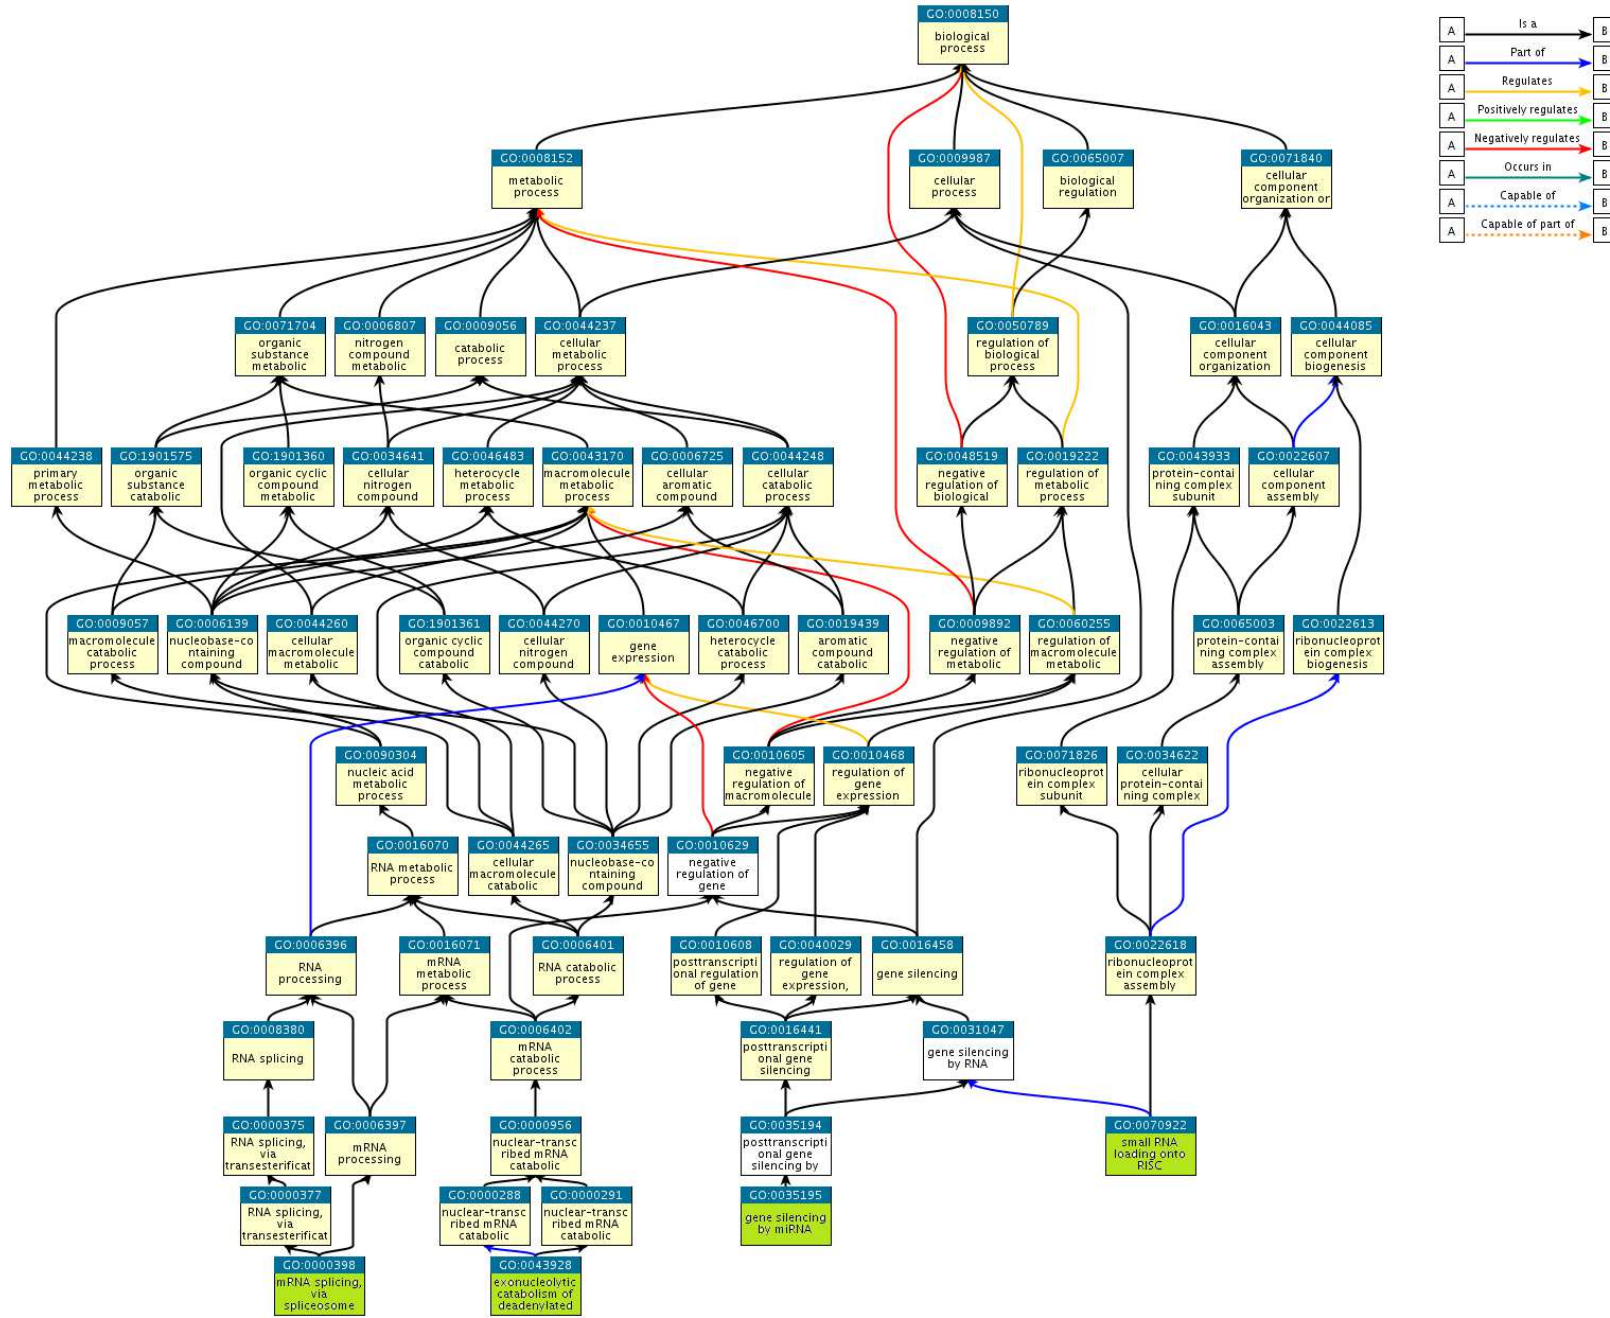 GO:0008150
biological
process
A
Is a
B
A
Part of
B
A
Regulates
B
A
Positively regulates
B
A
Negatively regulates
B
A
Occurs in
B
A
Capable of
B
A
Capable of part of
B
GO:0008152
metabolic
process
GO:0009987
cellular
process
GO:0065007
biological
regulation
GO:0071840
cellular
component
organization or
GO:0071704
organic
substance
metabolic
GO:0006807
nitrogen
compound
metabolic
GO:0009056
catabolic
process
GO:0044237
cellular
metabolic
process
GO:0050789
regulation of
biological
process
GO:0016043
cellular
component
organization
GO:0044085
cellular
component
biogenesis
GO:0044238
primary
metabolic
process
GO:1901575
organic
substance
catabolic
GO:1901360
organic cyclic
compound
metabolic
GO:0034641
cellular
nitrogen
compound
GO:0046483
heterocycle
metabolic
process
GO:0043170
macromolecule
metabolic
process
GO:0006725
cellular
aromatic
compound
GO:0044248
cellular
catabolic
process
GO:0048519
negative
regulation of
biological
GO:0019222
regulation of
metabolic
process
GO:0043933
protein-contai
ning complex
subunit
GO:0022607
cellular
component
assembly
GO:0009057
macromolecule
catabolic
process
GO:0006139
nucleobase-co
ntaining
compound
GO:0044260
cellular
macromolecule
metabolic
GO:1901361
organic cyclic
compound
catabolic
GO:0044270
cellular
nitrogen
compound
GO:0010467
gene
expression
GO:0046700
heterocycle
catabolic
process
GO:0019439
aromatic
compound
catabolic
GO:0009892
negative
regulation of
metabolic
GO:0060255
regulation of
macromolecule
metabolic
GO:0065003
protein-contai
ning complex
assembly
GO:0022613
ribonucleoprot
ein complex
biogenesis
GO:0090304
nucleic acid
metabolic
process
GO:0010605
negative
regulation of
macromolecule
GO:0010468
regulation of
gene
expression
GO:0071826
ribonucleoprot
ein complex
subunit
GO:0034622
cellular
protein-contai
ning complex
GO:0016070
RNA metabolic
process
GO:0044265
cellular
macromolecule
catabolic
GO:0034655
nucleobase-co
ntaining
compound
GO:0010629
negative
regulation of
gene
GO:0006396
RNA
processing
GO:0016071
mRNA
metabolic
process
GO:0006401
RNA catabolic
process
GO:0010608
posttranscripti
onal regulation
of gene
GO:0040029
regulation of
gene
expression,
GO:0016458
gene silencing
GO:0022618
ribonucleoprot
ein complex
assembly
GO:0008380
RNA splicing
GO:0006402
mRNA
catabolic
process
GO:0016441
posttranscripti
onal gene
silencing
GO:0031047
gene silencing
by RNA
GO:0000375
RNA splicing,
via
transesterificat
GO:0006397
mRNA
processing
GO:0000956
nuclear-transc
ribed mRNA
catabolic
GO:0035194
posttranscripti
onal gene
silencing by
GO:0070922
small RNA
loading onto
RISC
GO:0000377
RNA splicing,
via
transesterificat
GO:0000288
nuclear-transc
ribed mRNA
catabolic
GO:0000291
nuclear-transc
ribed mRNA
catabolic
GO:0035195
gene silencing
by miRNA
GO:0000398
mRNA splicing,
via
spliceosome
GO:0043928
exonucleolytic
catabolism of
deadenylated